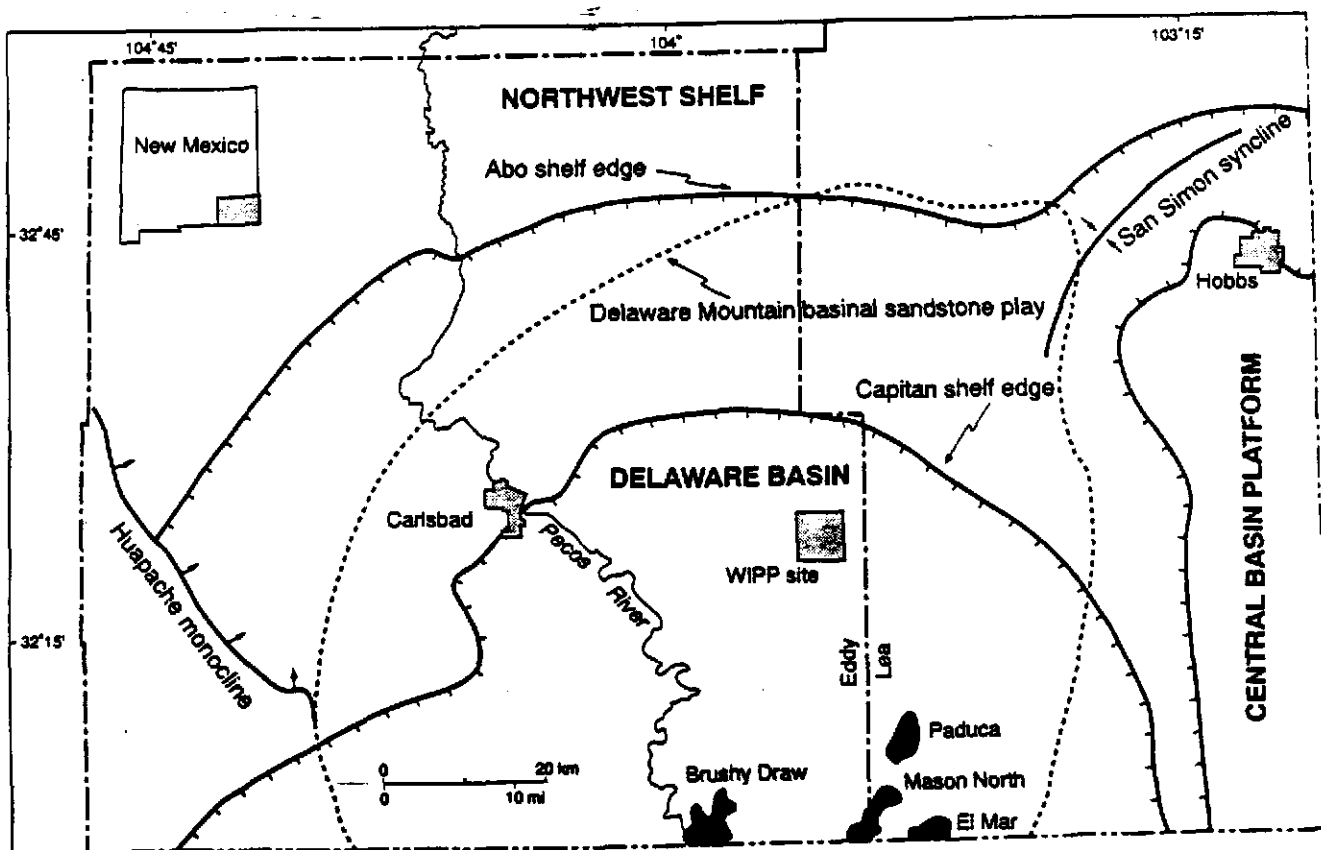 104°45'
104°
103°15'
NORTHWEST SHELF
New Mexico
Abo shelf edge
San Simon syncline
32°45'
Hobbs
Delaware Mountain basinal sandstone play
Capitan shelf edge
DELAWARE BASIN
CENTRAL BASIN PLATFORM
Carlsbad
Pecos
River
WIPP site
Huapache monocline
32°15'
Eddy
Lea
Paduca
0 20 km
0 10 mi
Brushy Draw
Mason North
El Mar